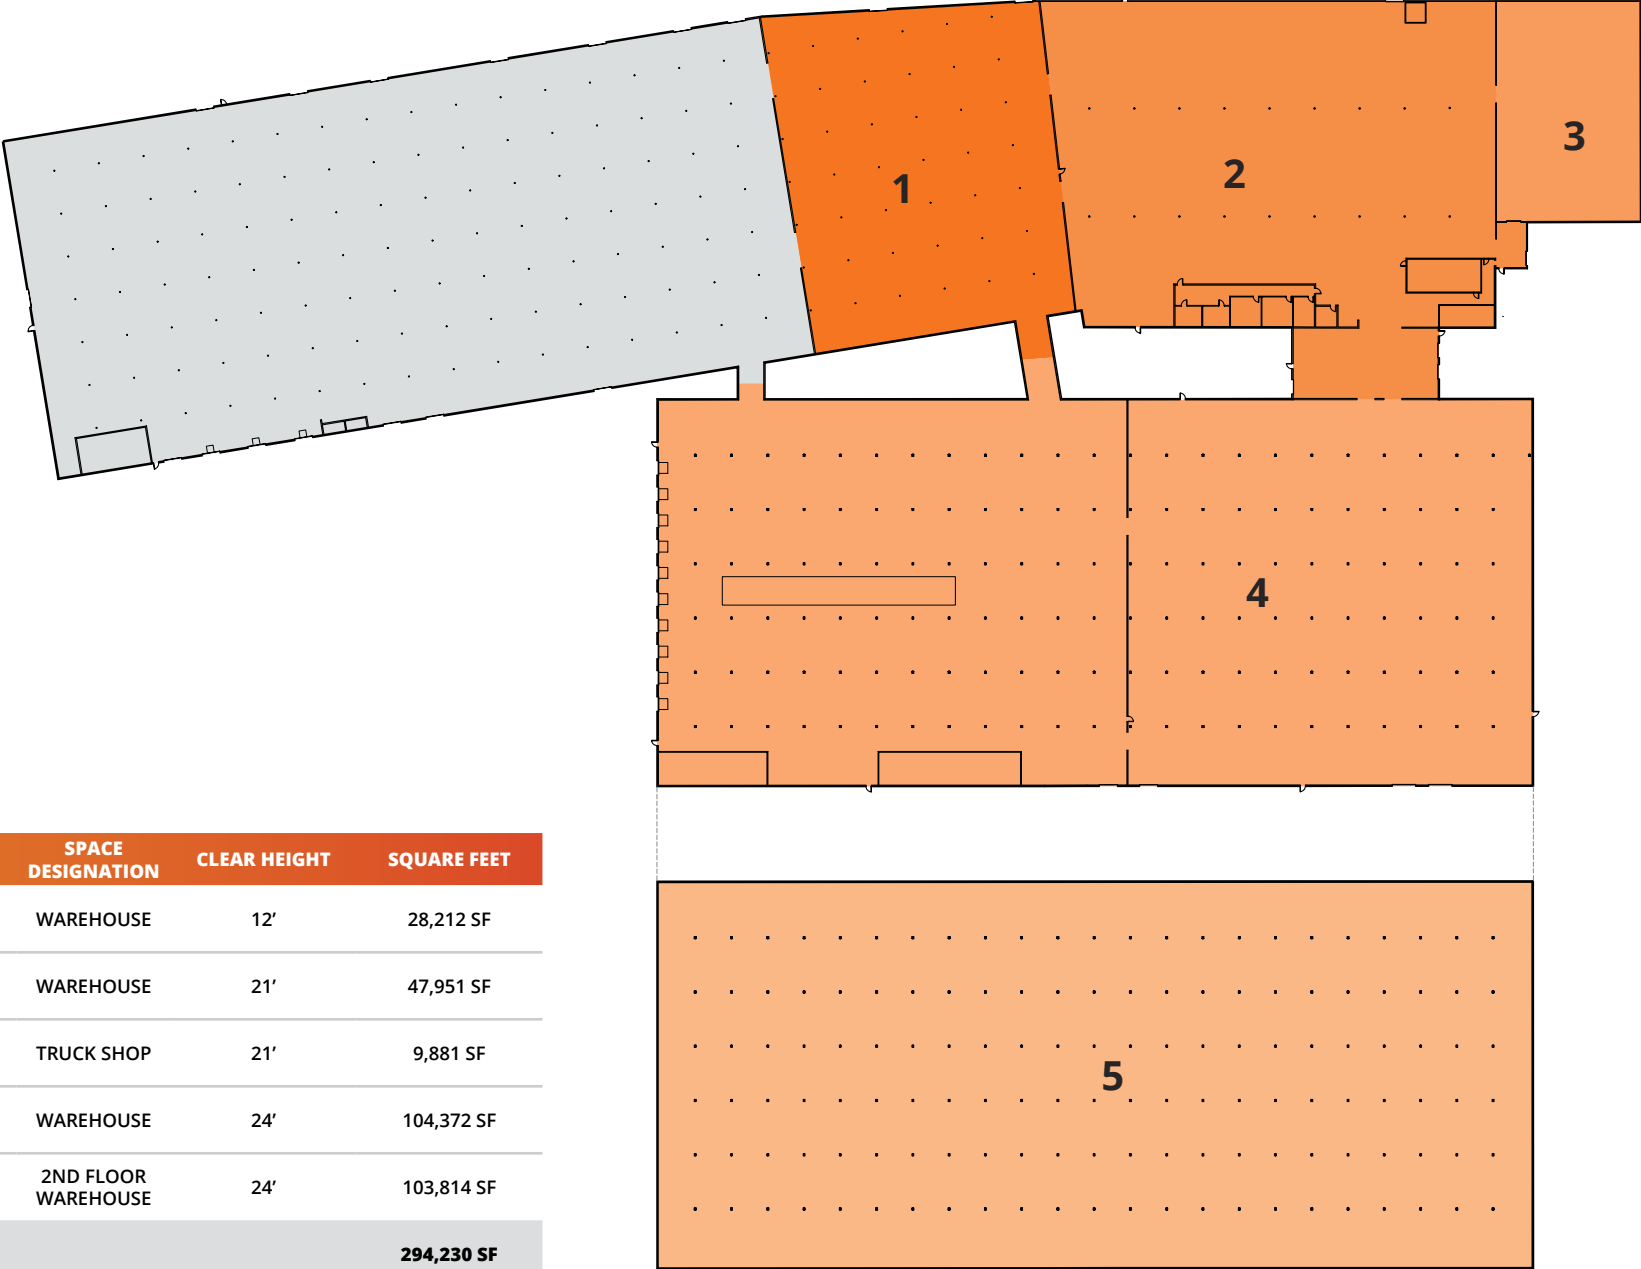 1
2
3
4
5
SPACE DESIGNATION CLEAR HEIGHT SQUARE FEET
WAREHOUSE 12’ 28,212 SF
WAREHOUSE 21’ 47,951 SF
TRUCK SHOP 21’ 9,881 SF
WAREHOUSE 24’ 104,372 SF
2ND FLOOR WAREHOUSE 24’ 103,814 SF
294,230 SF